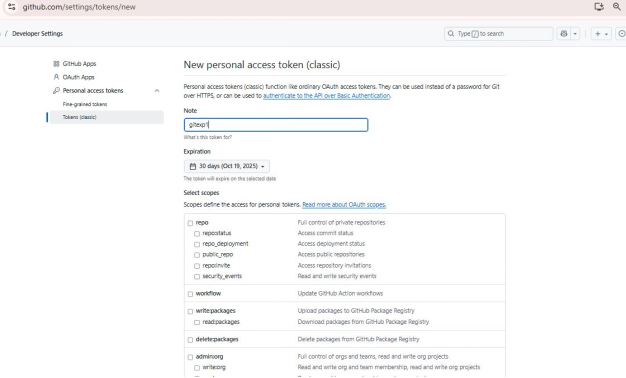 github.com/settings/tokens/new
/ Developer Settings
Type / to search
GitHub Apps
OAuth Apps
Personal access tokens
Fine-grained tokens
Tokens (classic)
New personal access token (classic)
Personal access tokens (classic) function like ordinary OAuth access tokens. They can be used instead of a password for Git
over HTTPS, or can be used to authenticate to the API over Basic Authentication.
Note
gitexp1
What's this token for?
Expiration
30 days (Oct 19, 2025)
The token will expire on the selected date
Select scopes
Scopes define the access for personal tokens. Read more about OAuth scopes.
repo Full control of private repositories
repo:status Access commit status
repo_deployment Access deployment status
public_repo Access public repositories
repo:invite Access repository invitations
security_events Read and write security events
workflow Update GitHub Action workflows
write:packages Upload packages to GitHub Package Registry
read:packages Download packages from GitHub Package Registry
delete:packages Delete packages from GitHub Package Registry
admin:org Full control of orgs and teams, read and write org projects
write:org Read and write org and team membership, read and write org projects